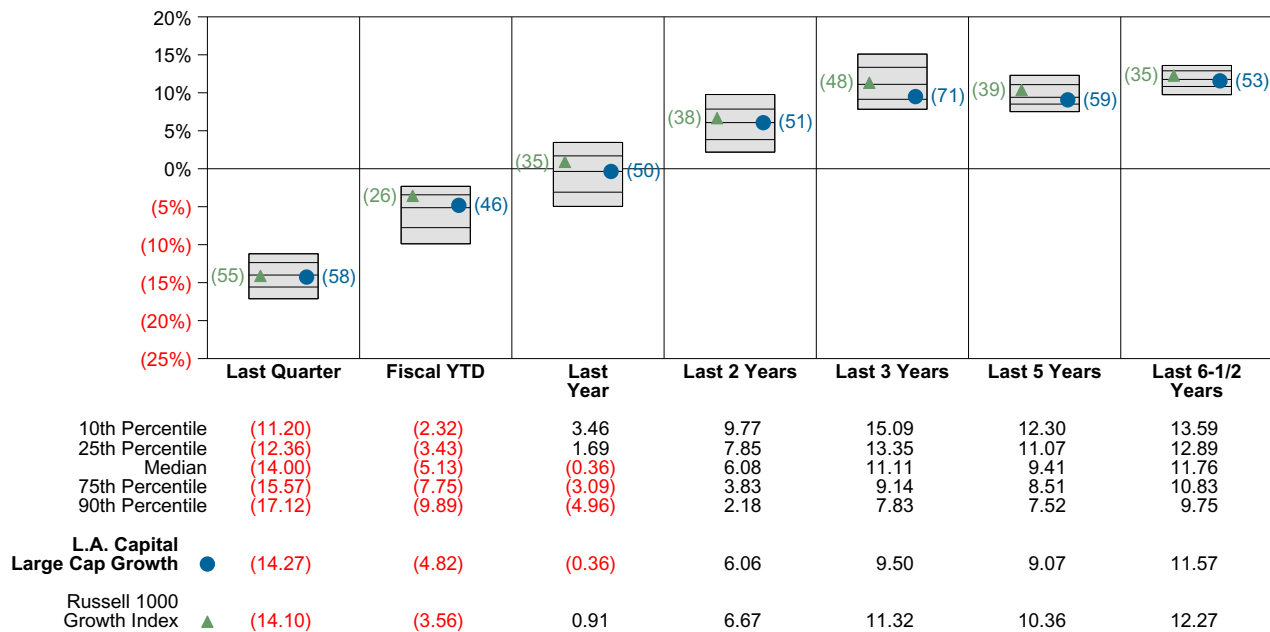 20%
15%
10%
5%
0%
(5%)
(10%)
(15%)
(20%)
(25%)
(55) (58)
(26) (46)
(35) (50)
(38) (51)
(48) (71)
(39) (59)
(35) (53)
Last Quarter Fiscal YTD Last Year Last 2 Years Last 3 Years Last 5 Years Last 6-1/2 Years
10th Percentile (11.20) (2.32) 3.46 9.77 15.09 12.30 13.59
25th Percentile (12.36) (3.43) 1.69 7.85 13.35 11.07 12.89
Median (14.00) (5.13) (0.36) 6.08 11.11 9.41 11.76
75th Percentile (15.57) (7.75) (3.09) 3.83 9.14 8.51 10.83
90th Percentile (17.12) (9.89) (4.96) 2.18 7.83 7.52 9.75
L.A. Capital
Large Cap Growth (14.27) (4.82) (0.36) 6.06 9.50 9.07 11.57
Russell 1000
Growth Index (14.10) (3.56) 0.91 6.67 11.32 10.36 12.27